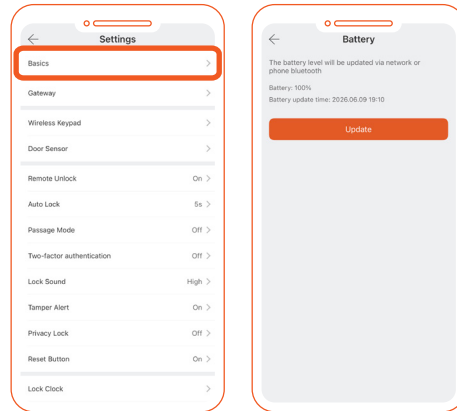 Settings
Basics
Gateway
Wireless Keypad
Door Sensor
Remote Unlock On
Auto Lock 5s
Passage Mode Off
Two-factor authentication Off
Lock Sound High
Tamper Alert On
Privacy Lock Off
Reset Button On
Lock Clock
Battery
The battery level will be updated via network or
phone bluetooth
Battery: 100%
Battery update time: 2026.06.09 19:10
Update